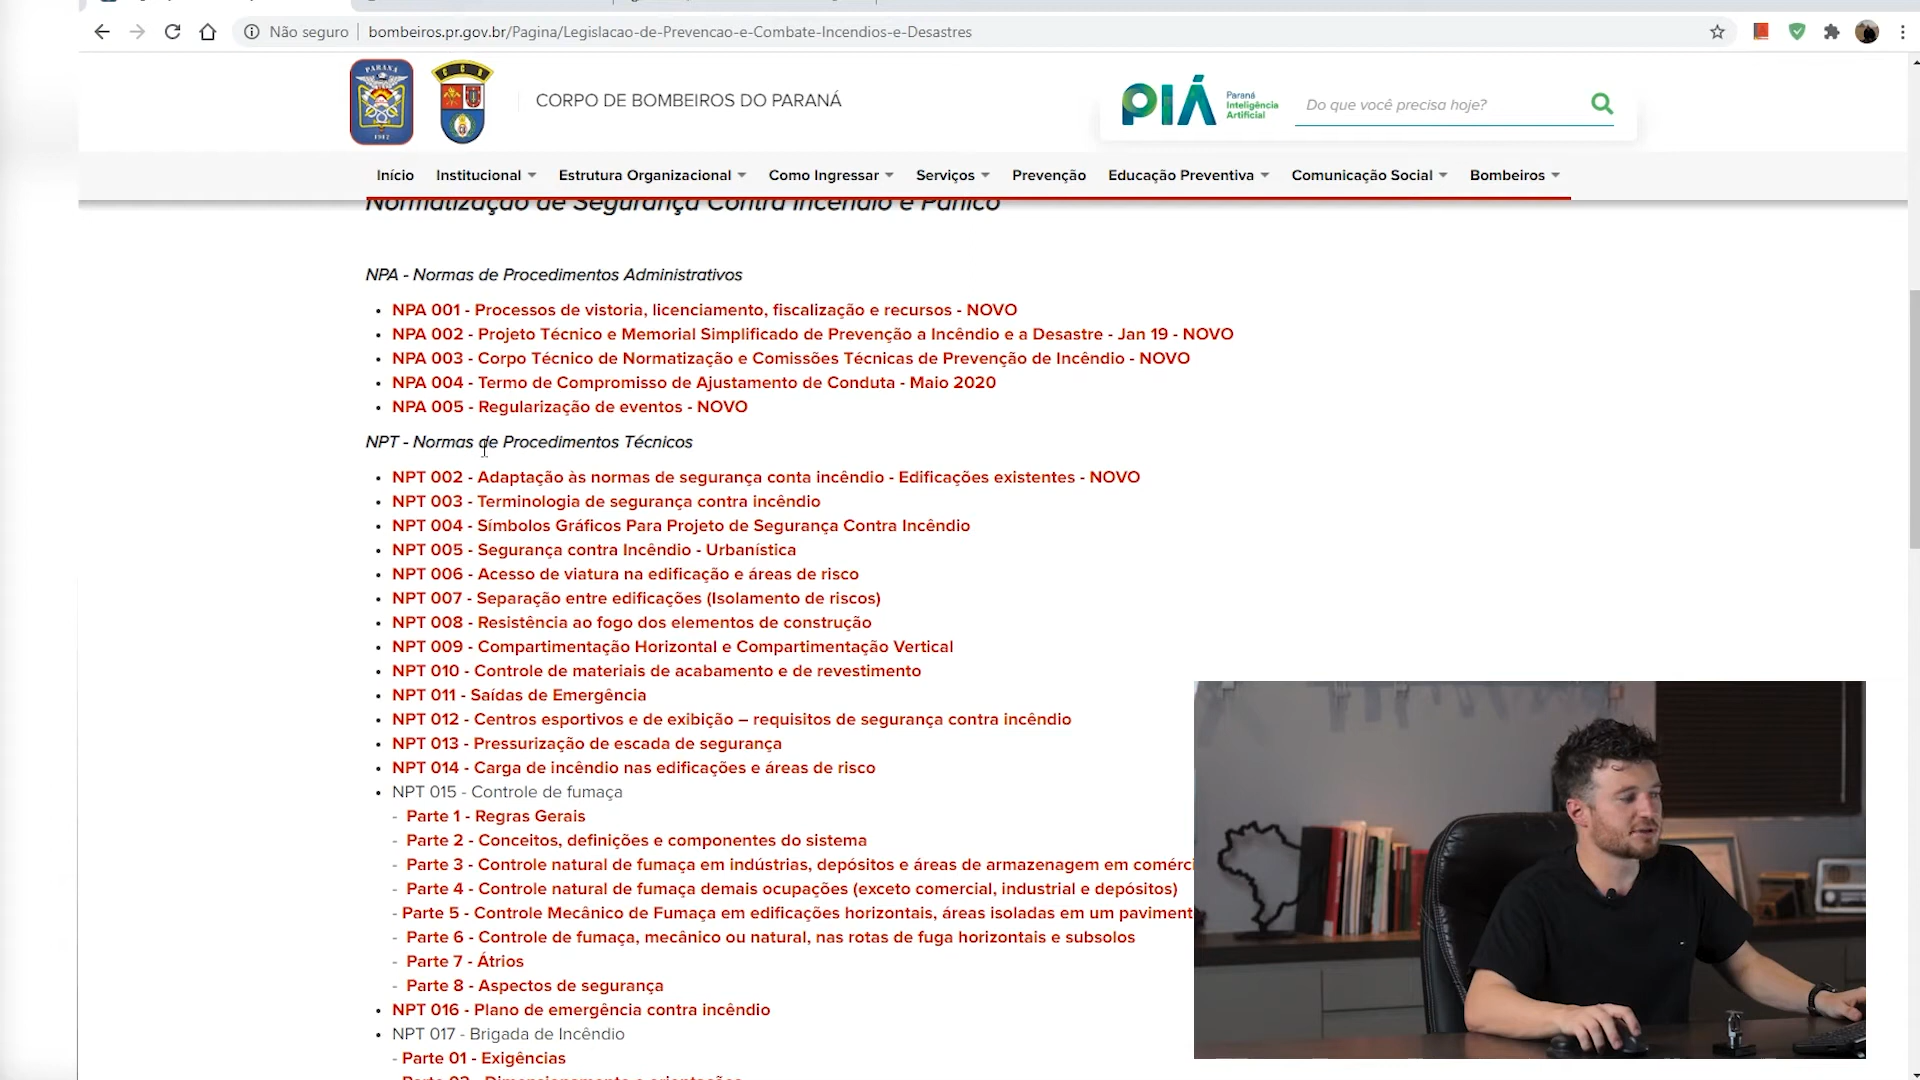 Não seguro
bombeiros.pr.gov.br/Pagina/Legislacao-de-Prevencao-e-Combate-Incendios-e-Desastres
PARANÁ
1912
CCB
CORPO DE BOMBEIROS DO PARANÁ
PIÁ
Paraná
Inteligência
Artificial
Do que você precisa hoje?
Início Institucional Estrutura Organizacional Como Ingressar Serviços Prevenção Educação Preventiva Comunicação Social Bombeiros
Normatização de Segurança Contra Incêndio e Pânico
NPA - Normas de Procedimentos Administrativos
• NPA 001 - Processos de vistoria, licenciamento, fiscalização e recursos - NOVO
• NPA 002 - Projeto Técnico e Memorial Simplificado de Prevenção a Incêndio e a Desastre - Jan 19 - NOVO
• NPA 003 - Corpo Técnico de Normatização e Comissões Técnicas de Prevenção de Incêndio - NOVO
• NPA 004 - Termo de Compromisso de Ajustamento de Conduta - Maio 2020
• NPA 005 - Regularização de eventos - NOVO
NPT - Normas de Procedimentos Técnicos
• NPT 002 - Adaptação às normas de segurança conta incêndio - Edificações existentes - NOVO
• NPT 003 - Terminologia de segurança contra incêndio
• NPT 004 - Símbolos Gráficos Para Projeto de Segurança Contra Incêndio
• NPT 005 - Segurança contra Incêndio - Urbanística
• NPT 006 - Acesso de viatura na edificação e áreas de risco
• NPT 007 - Separação entre edificações (Isolamento de riscos)
• NPT 008 - Resistência ao fogo dos elementos de construção
• NPT 009 - Compartimentação Horizontal e Compartimentação Vertical
• NPT 010 - Controle de materiais de acabamento e de revestimento
• NPT 011 - Saídas de Emergência
• NPT 012 - Centros esportivos e de exibição – requisitos de segurança contra incêndio
• NPT 013 - Pressurização de escada de segurança
• NPT 014 - Carga de incêndio nas edificações e áreas de risco
• NPT 015 - Controle de fumaça
- Parte 1 - Regras Gerais
- Parte 2 - Conceitos, definições e componentes do sistema
- Parte 3 - Controle natural de fumaça em indústrias, depósitos e áreas de armazenagem em comérci
- Parte 4 - Controle natural de fumaça demais ocupações (exceto comercial, industrial e depósitos)
- Parte 5 - Controle Mecânico de Fumaça em edificações horizontais, áreas isoladas em um paviment
- Parte 6 - Controle de fumaça, mecânico ou natural, nas rotas de fuga horizontais e subsolos
- Parte 7 - Átrios
- Parte 8 - Aspectos de segurança
• NPT 016 - Plano de emergência contra incêndio
• NPT 017 - Brigada de Incêndio
- Parte 01 - Exigências